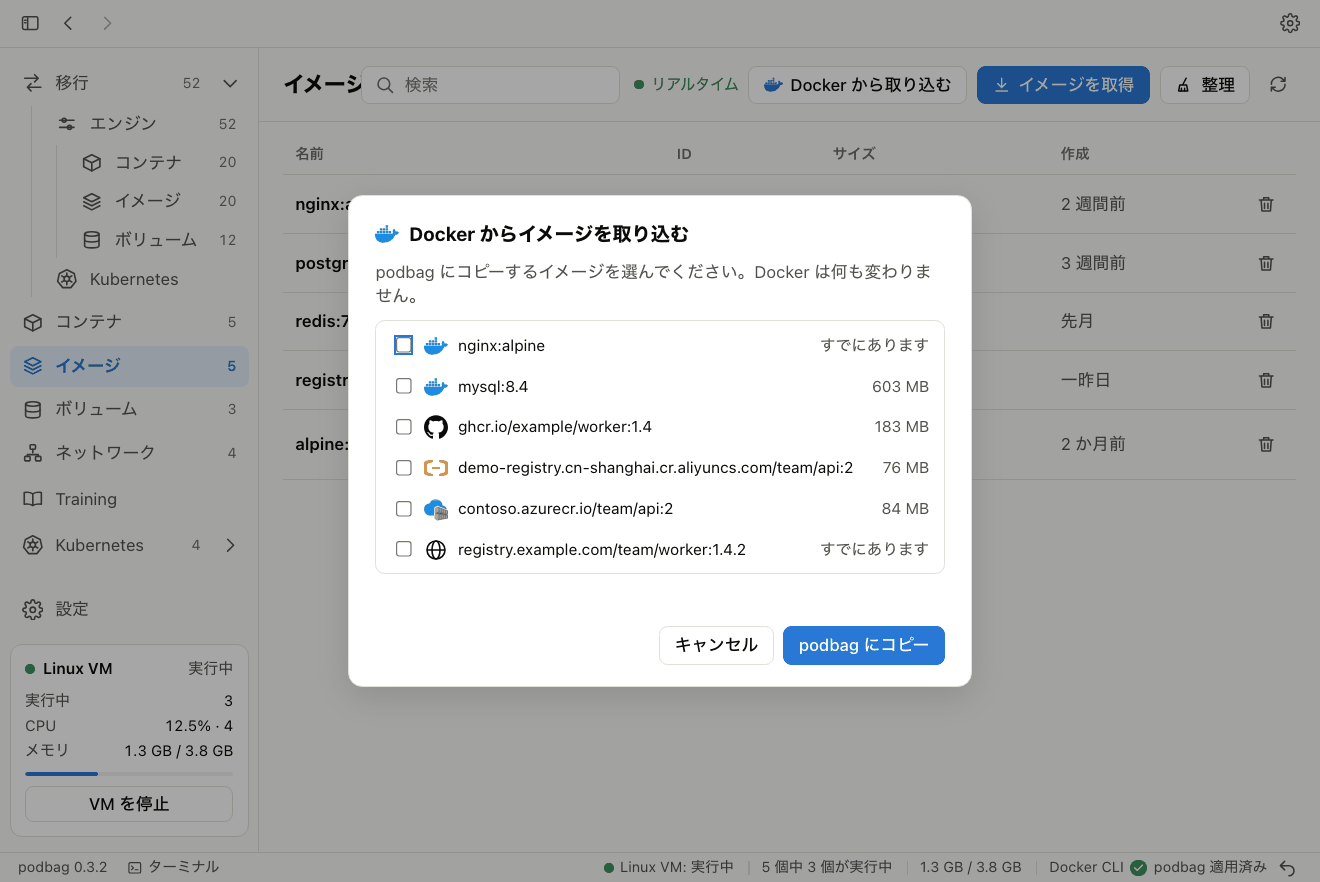 移行 52
エンジン 52
コンテナ 20
イメージ 20
ボリューム 12
Kubernetes
コンテナ 5
イメージ 5
ボリューム 3
ネットワーク 4
Training
Kubernetes 4
設定
Linux VM 実行中
実行中 3
CPU 12.5% · 4
メモリ 1.3 GB / 3.8 GB
VM を停止
イメージ 検索 リアルタイム Docker から取り込む イメージを取得 整理
名前 ID サイズ 作成
2 週間前
3 週間前
redis:7 先月
一昨日
alpine: 2 か月前
Docker からイメージを取り込む
podbag にコピーするイメージを選んでください。Docker は何も変わりま
せん。
nginx:alpine すでにあります
mysql:8.4 603 MB
ghcr.io/example/worker:1.4 183 MB
demo-registry.cn-shanghai.cr.aliyuncs.com/team/api:2 76 MB
contoso.azurecr.io/team/api:2 84 MB
registry.example.com/team/worker:1.4.2 すでにあります
キャンセル podbag にコピー
podbag 0.3.2 ターミナル Linux VM: 実行中 5 個中 3 個が実行中 1.3 GB / 3.8 GB Docker CLI podbag 適用済み